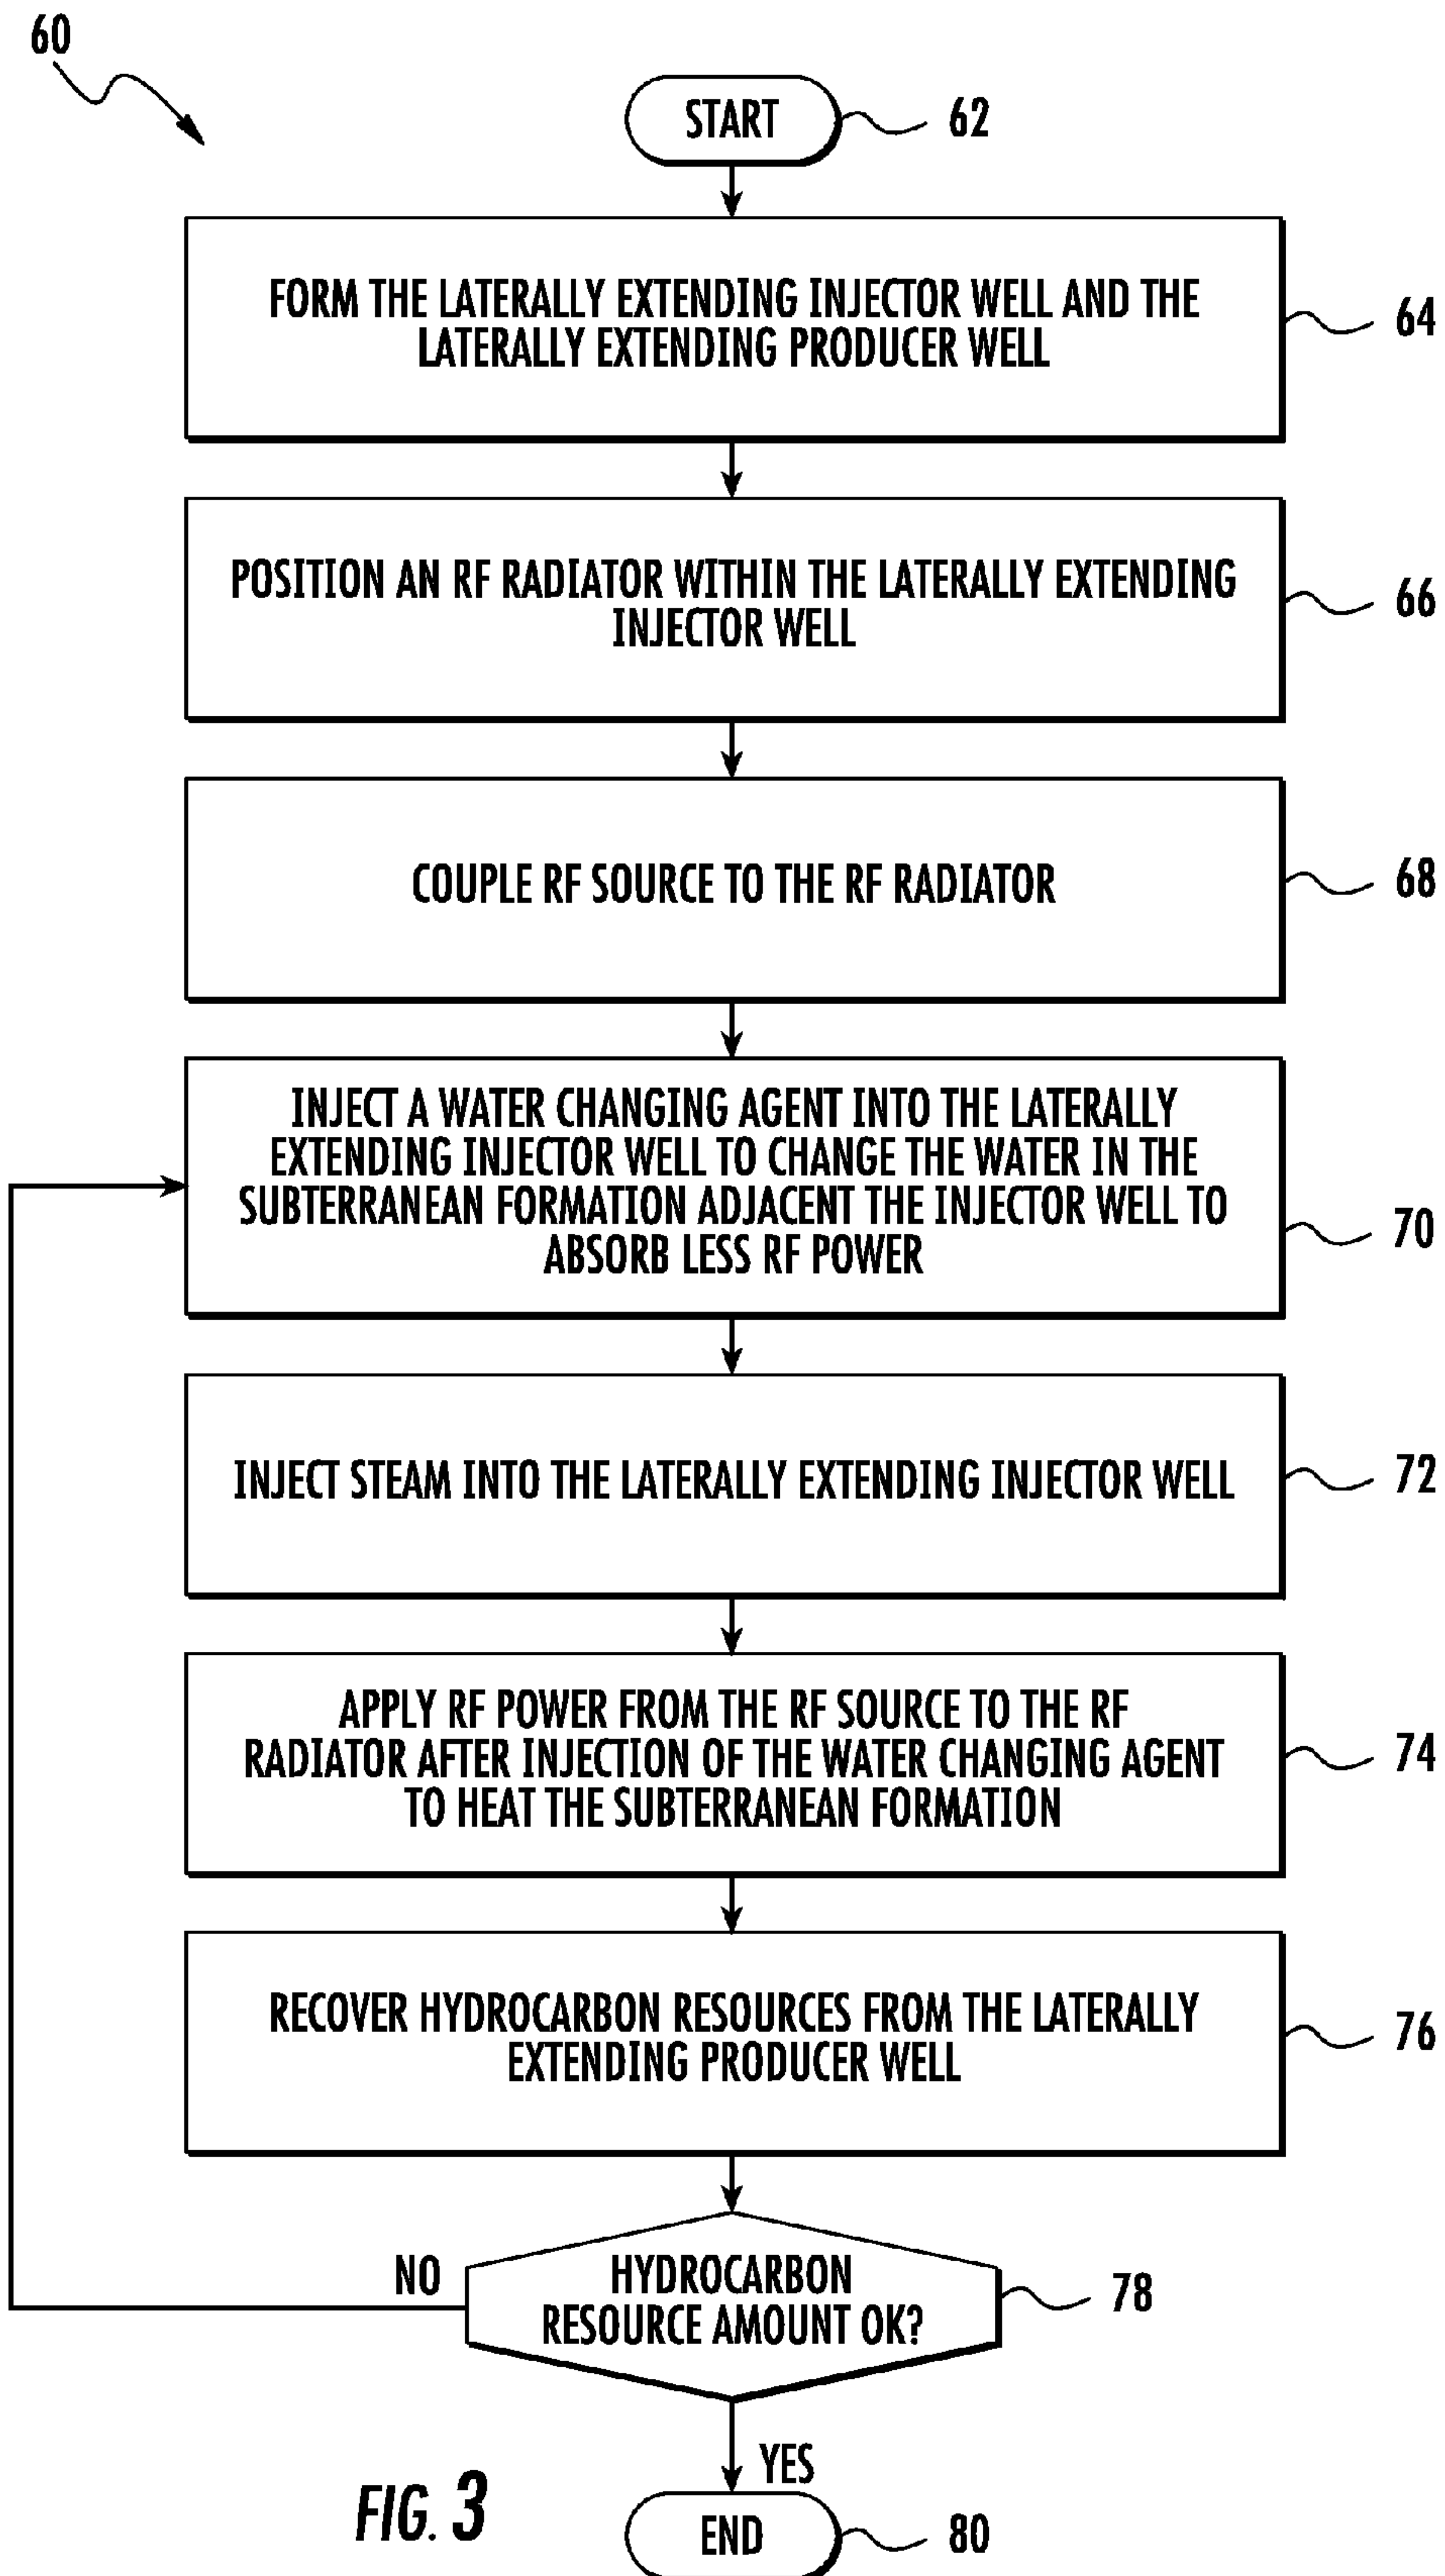 60
START
62
FORM THE LATERALLY EXTENDING INJECTOR WELL AND THE
LATERALLY EXTENDING PRODUCER WELL
64
POSITION AN RF RADIATOR WITHIN THE LATERALLY EXTENDING
INJECTOR WELL
66
COUPLE RF SOURCE TO THE RF RADIATOR
68
INJECT A WATER CHANGING AGENT INTO THE LATERALLY
EXTENDING INJECTOR WELL TO CHANGE THE WATER IN THE
SUBTERRANEAN FORMATION ADJACENT THE INJECTOR WELL TO
ABSORB LESS RF POWER
70
INJECT STEAM INTO THE LATERALLY EXTENDING INJECTOR WELL
72
APPLY RF POWER FROM THE RF SOURCE TO THE RF
RADIATOR AFTER INJECTION OF THE WATER CHANGING AGENT
TO HEAT THE SUBTERRANEAN FORMATION
74
RECOVER HYDROCARBON RESOURCES FROM THE LATERALLY
EXTENDING PRODUCER WELL
76
NO
HYDROCARBON
RESOURCE AMOUNT OK?
78
YES
FIG. 3
END
80